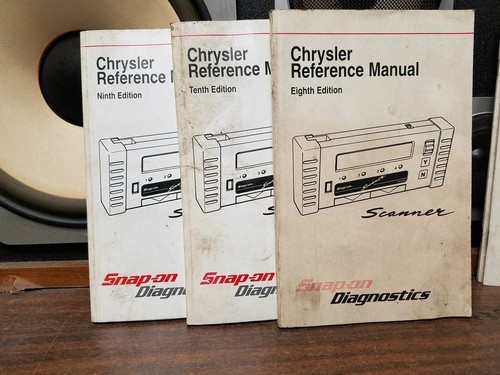 Chrysler
Reference M
Ninth Edition
S
Snap-on
Diagn
Chrysler
Reference M
Tenth Edition
S
Snap-on
Diagn
Chrysler
Reference Manual
Eighth Edition
Y
N
Scanner
Snap-on
Diagnostics